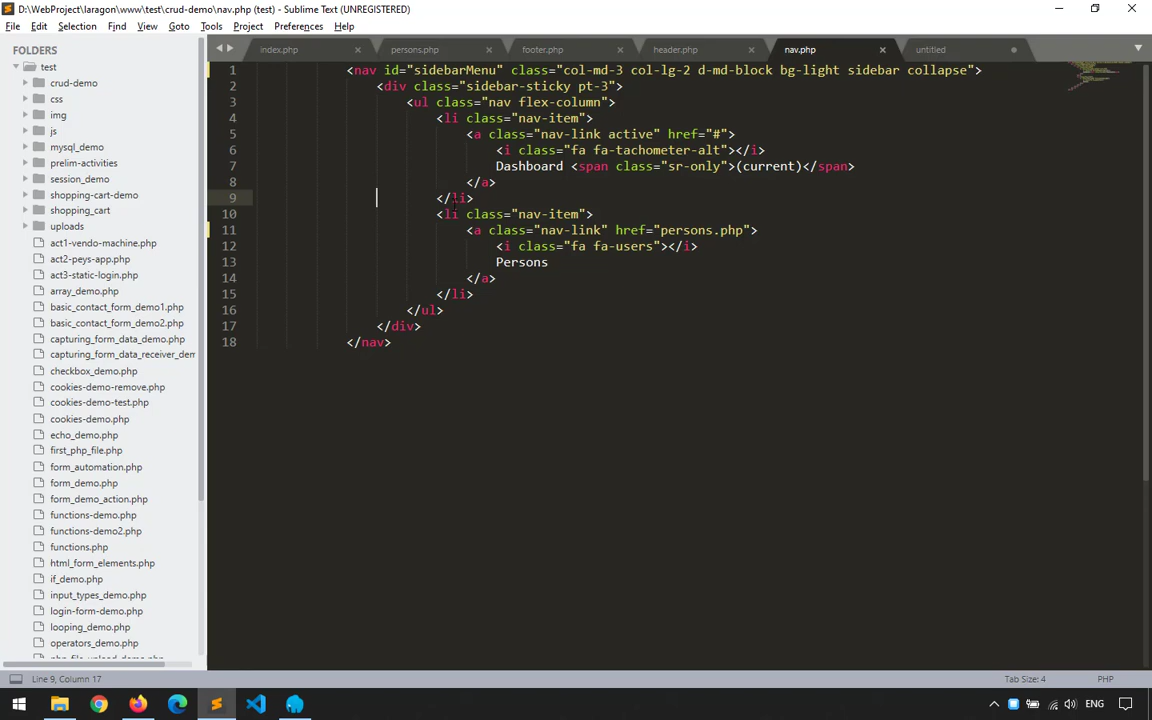 D:\WebProject\laragon\www\test\crud-demo\nav.php (test) - Sublime Text (UNREGISTERED)
File Edit Selection Find View Goto Tools Project Preferences Help
FOLDERS
test
crud-demo
css
img
js
mysql_demo
prelim-activities
session_demo
shopping-cart-demo
shopping_cart
uploads
act1-vendo-machine.php
act2-peys-app.php
act3-static-login.php
array_demo.php
basic_contact_form_demo1.php
basic_contact_form_demo2.php
capturing_form_data_demo.php
capturing_form_data_receiver_dem
checkbox_demo.php
cookies-demo-remove.php
cookies-demo-test.php
cookies-demo.php
echo_demo.php
first_php_file.php
form_automation.php
form_demo.php
form_demo_action.php
functions-demo.php
functions-demo2.php
functions.php
html_form_elements.php
if_demo.php
input_types_demo.php
login-form-demo.php
looping_demo.php
operators_demo.php
index.php persons.php footer.php header.php nav.php untitled
1 <nav id="sidebarMenu" class="col-md-3 col-lg-2 d-md-block bg-light sidebar collapse">
2 <div class="sidebar-sticky pt-3">
3 <ul class="nav flex-column">
4 <li class="nav-item">
5 <a class="nav-link active" href="#">
6 <i class="fa fa-tachometer-alt"></i>
7 Dashboard <span class="sr-only">(current)</span>
8 </a>
9 </li>
10 <li class="nav-item">
11 <a class="nav-link" href="persons.php">
12 <i class="fa fa-users"></i>
13 Persons
14 </a>
15 </li>
16 </ul>
17 </div>
18 </nav>
Line 9, Column 17 Tab Size: 4 PHP
ENG